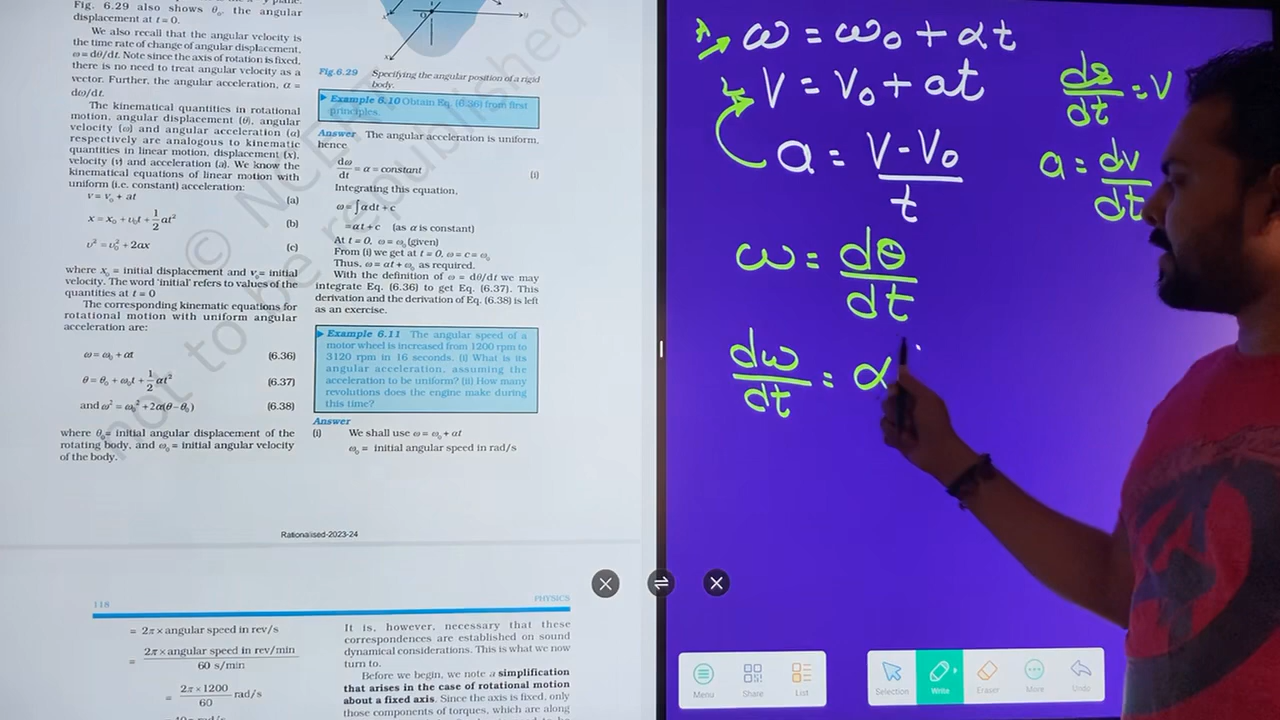 Fig. 6.29 also shows θ₀, the angular
displacement at t = 0.
We also recall that the angular velocity is
the time rate of change of angular displacement,
ω = dθ/dt. Note since the axis of rotation is fixed,
there is no need to treat angular velocity as a
vector. Further, the angular acceleration, α =
dω/dt.
The kinematical quantities in rotational
motion, angular displacement (θ), angular
velocity (ω) and angular acceleration (α)
respectively are analogous to kinematic
quantities in linear motion, displacement (x),
velocity (v) and acceleration (a). We know the
kinematical equations of linear motion with
uniform (i.e. constant) acceleration:
v = v₀ + at (a)
x = x₀ + υ₀t + 1/2 at² (b)
υ² = υ₀² + 2ax (c)
where x₀ = initial displacement and v₀ = initial
velocity. The word 'initial' refers to values of the
quantities at t = 0
The corresponding kinematic equations for
rotational motion with uniform angular
acceleration are:
ω = ω₀ + αt (6.36)
θ = θ₀ + ω₀t + 1/2 αt² (6.37)
and ω² = ω₀² + 2α(θ – θ₀) (6.38)
where θ₀ = initial angular displacement of the
rotating body, and ω₀ = initial angular velocity
of the body.
Fig.6.29 Specifying the angular position of a rigid
body.
Example 6.10 Obtain Eq. (6.36) from first
principles.
Answer The angular acceleration is uniform,
hence
dω/dt = α = constant (i)
Integrating this equation,
ω = ∫α dt + c
= αt + c (as α is constant)
At t = 0, ω = ω₀ (given)
From (i) we get at t = 0, ω = c = ω₀
Thus, ω = αt + ω₀ as required.
With the definition of ω = dθ/dt we may
integrate Eq. (6.36) to get Eq. (6.37). This
derivation and the derivation of Eq. (6.38) is left
as an exercise.
Example 6.11 The angular speed of a
motor wheel is increased from 1200 rpm to
3120 rpm in 16 seconds. (i) What is its
angular acceleration, assuming the
acceleration to be uniform? (ii) How many
revolutions does the engine make during
this time?
Answer
(i) We shall use ω = ω₀ + αt
ω₀ = initial angular speed in rad/s
Rationalised-2023-24
118 PHYSICS
= 2π × angular speed in rev/s
= 2π × angular speed in rev/min / 60 s/min
= 2π × 1200 / 60 rad/s
It is, however, necessary that these
correspondences are established on sound
dynamical considerations. This is what we now
turn to.
Before we begin, we note a simplification
that arises in the case of rotational motion
about a fixed axis. Since the axis is fixed, only
those components of torques, which are along
not to be republished
ω = ω₀ + αt
V = V₀ + at
a = V - V₀ / t
ω = dθ/dt
dω/dt = α
= V
a = dv/dt
Menu Share List
Selection Write Eraser More Undo